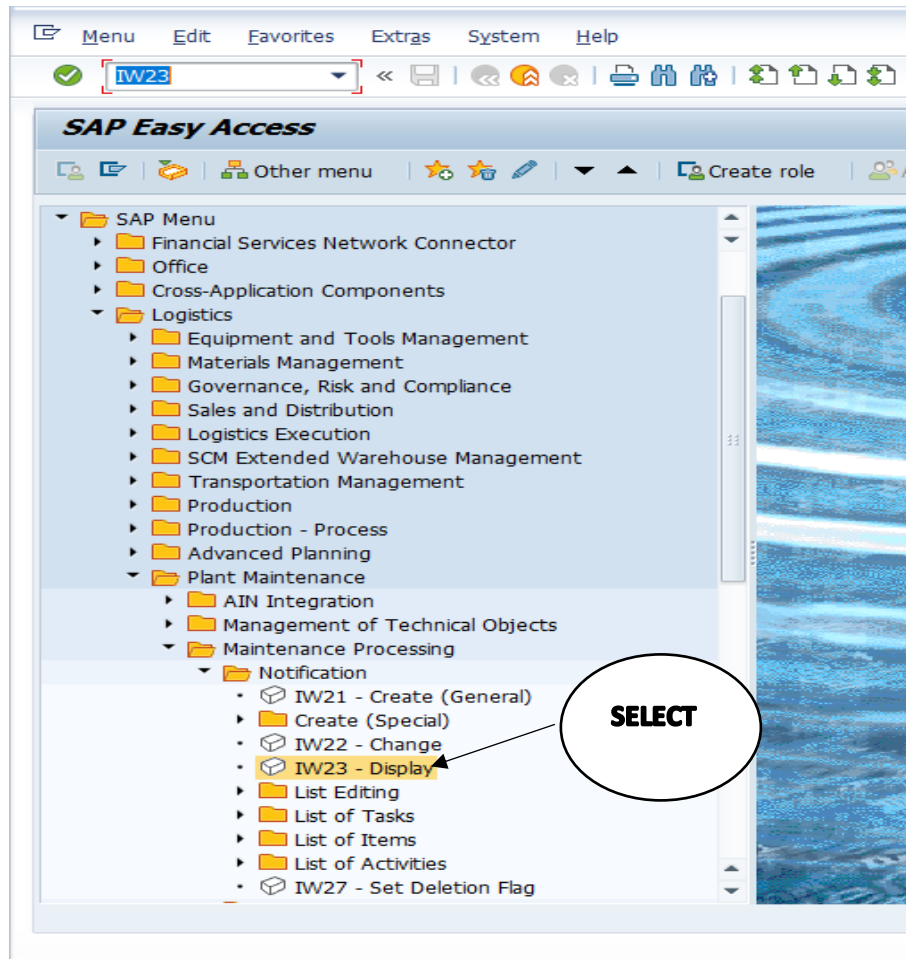 Menu Edit Favorites Extras System Help
IW23
SAP Easy Access
Other menu Create role
SAP Menu
Financial Services Network Connector
Office
Cross-Application Components
Logistics
Equipment and Tools Management
Materials Management
Governance, Risk and Compliance
Sales and Distribution
Logistics Execution
SCM Extended Warehouse Management
Transportation Management
Production
Production - Process
Advanced Planning
Plant Maintenance
AIN Integration
Management of Technical Objects
Maintenance Processing
Notification
IW21 - Create (General)
Create (Special)
SELECT
IW22 - Change
IW23 - Display
List Editing
List of Tasks
List of Items
List of Activities
IW27 - Set Deletion Flag